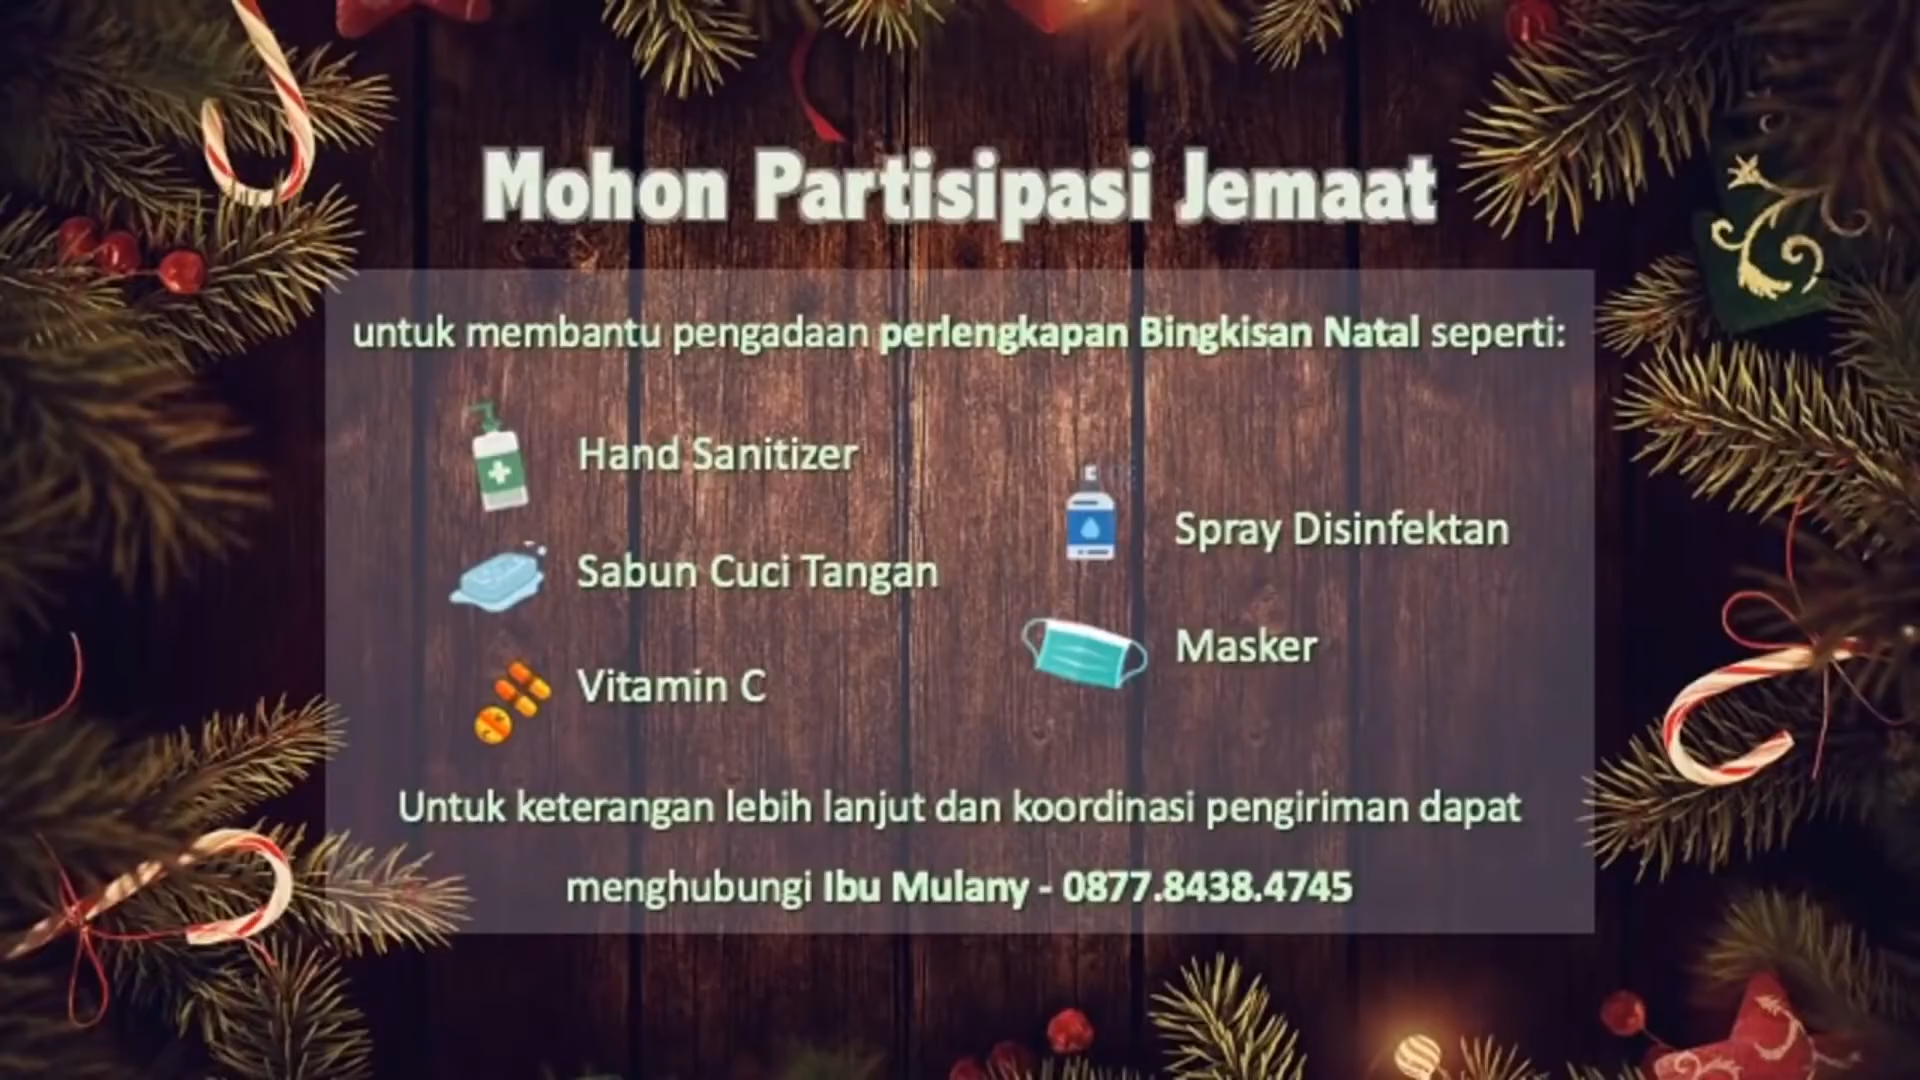 Mohon Partisipasi Jemaat
untuk membantu pengadaan perlengkapan Bingkisan Natal seperti:
Hand Sanitizer
Sabun Cuci Tangan
Vitamin C
Spray Disinfektan
Masker
Untuk keterangan lebih lanjut dan koordinasi pengiriman dapat
menghubungi Ibu Mulany - 0877.8438.4745